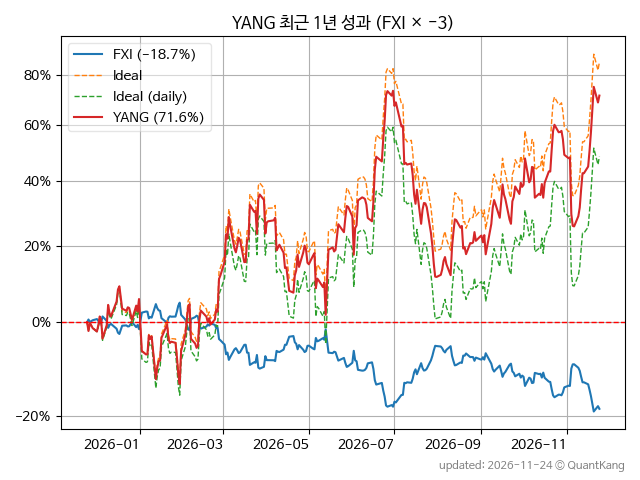 YANG 최근 1년 성과 (FXI × −3)
FXI (−18.7%)
Ideal
Ideal (daily)
YANG (71.6%)
80%
60%
40%
20%
0%
−20%
2026-01 2026-03 2026-05 2026-07 2026-09 2026-11
updated: 2026-11-24 © QuantKang